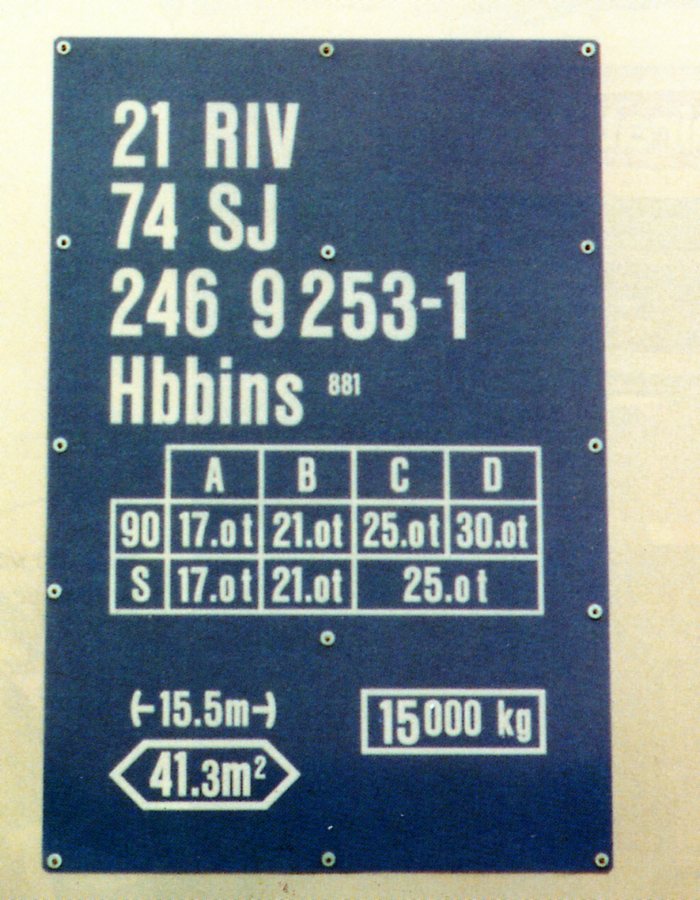 21 RIV
74 SJ
246 9 253-1
Hbbins 881
A B C D
90 17.0t 21.0t 25.0t 30.0t
S 17.0t 21.0t 25.0t
(-15.5m-)
41.3m²
15000 kg